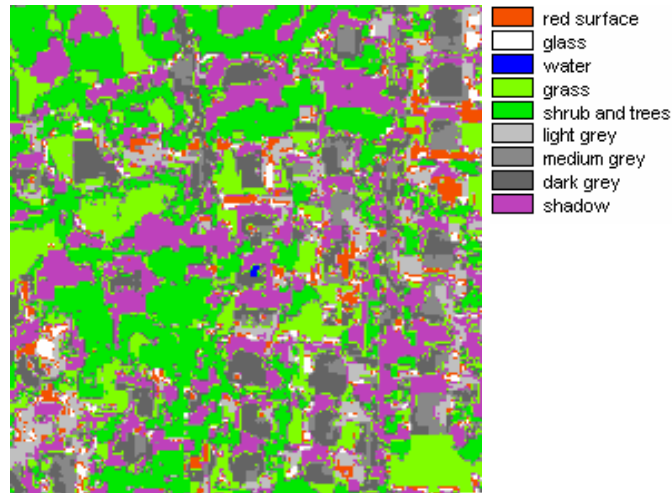 red surface
glass
water
grass
shrub and trees
light grey
medium grey
dark grey
shadow